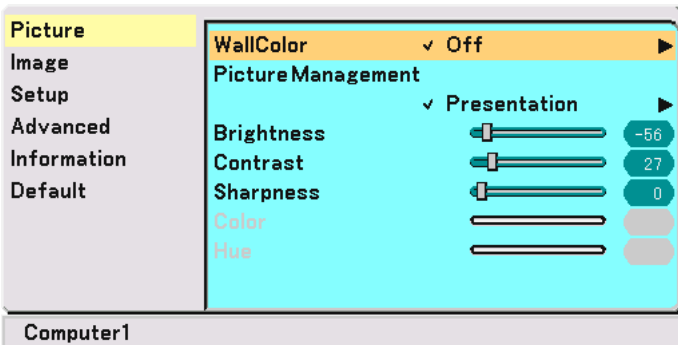 Picture
Image
Setup
Advanced
Information
Default
WallColor ✓ Off ▶
Picture Management
✓ Presentation ▶
Brightness -56
Contrast 27
Sharpness 0
Color
Hue
Computer1